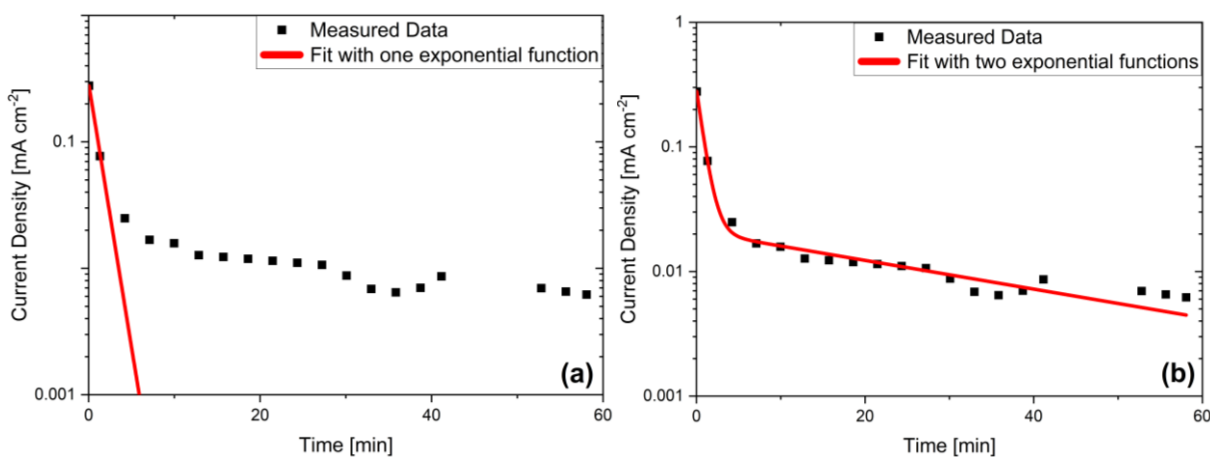 Measured Data
Fit with one exponential function
0.1
0.001
Current Density [mA cm⁻²]
0
20
40
60
Time [min]
(a)
Measured Data
Fit with two exponential functions
1
0.1
0.01
0.001
Current Density [mA cm⁻²]
0
20
40
60
Time [min]
(b)